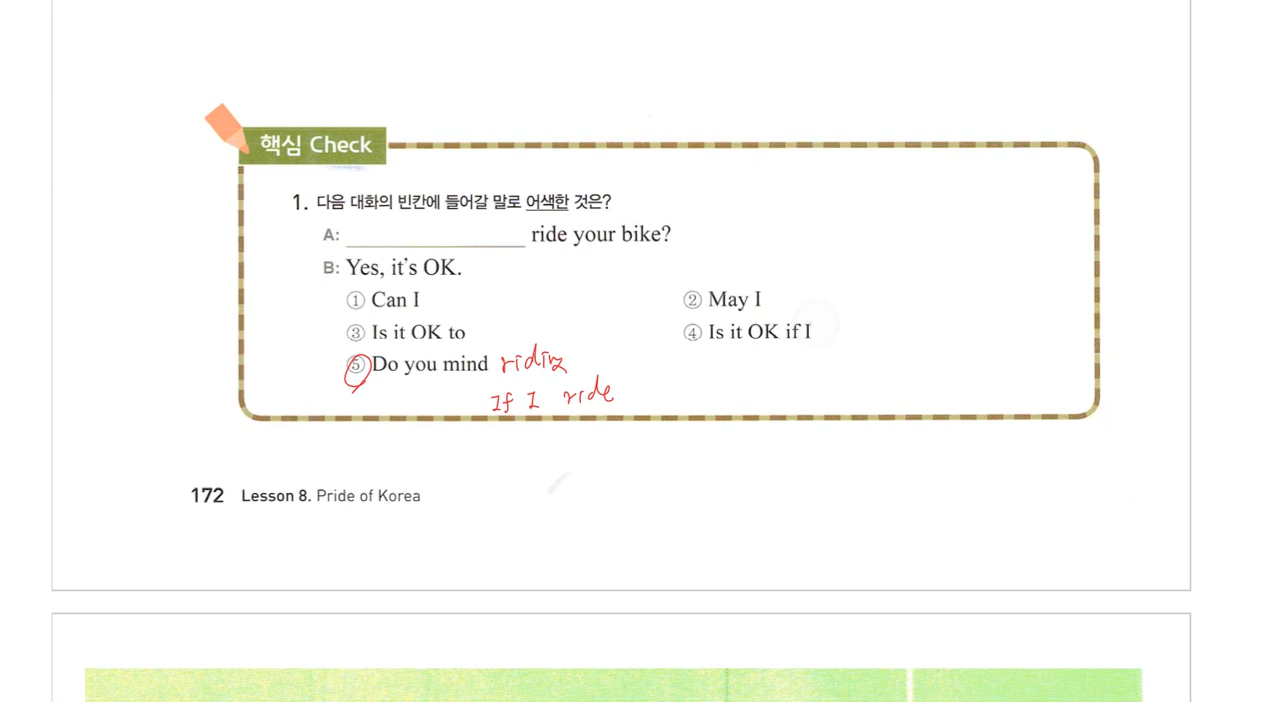 핵심 Check
1. 다음 대화의 빈칸에 들어갈 말로 어색한 것은?
A: ride your bike?
B: Yes, it's OK.
① Can I ② May I
③ Is it OK to ④ Is it OK if I
⑤ Do you mind riding
If I ride
172 Lesson 8. Pride of Korea